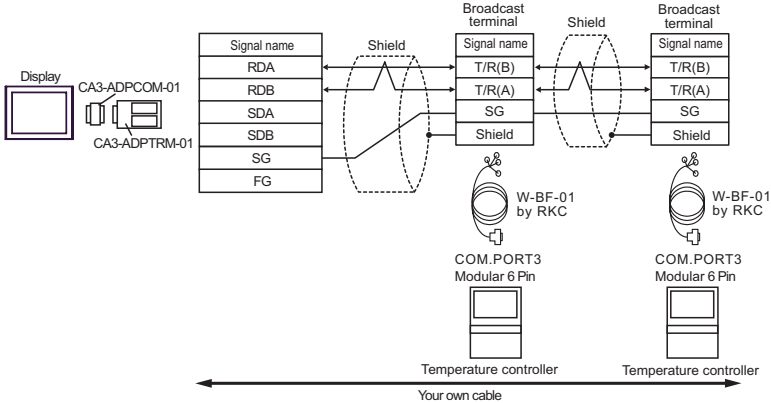 Broadcast
terminal
Broadcast
terminal
Signal name
Shield
Signal name
Shield
Signal name
RDA
T/R(B)
T/R(B)
Display
CA3-ADPCOM-01
RDB
T/R(A)
T/R(A)
SDA
SG
SG
CA3-ADPTRM-01
SDB
Shield
Shield
SG
FG
W-BF-01
by RKC
W-BF-01
by RKC
COM.PORT3
Modular 6 Pin
COM.PORT3
Modular 6 Pin
Temperature controller
Temperature controller
Your own cable